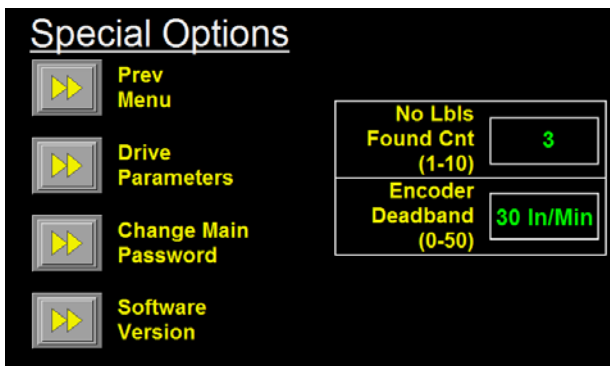 Special Options
Prev
Menu
Drive
Parameters
Change Main
Password
Software
Version
No Lbls
Found Cnt
(1-10)
3
Encoder
Deadband
(0-50)
30 In/Min